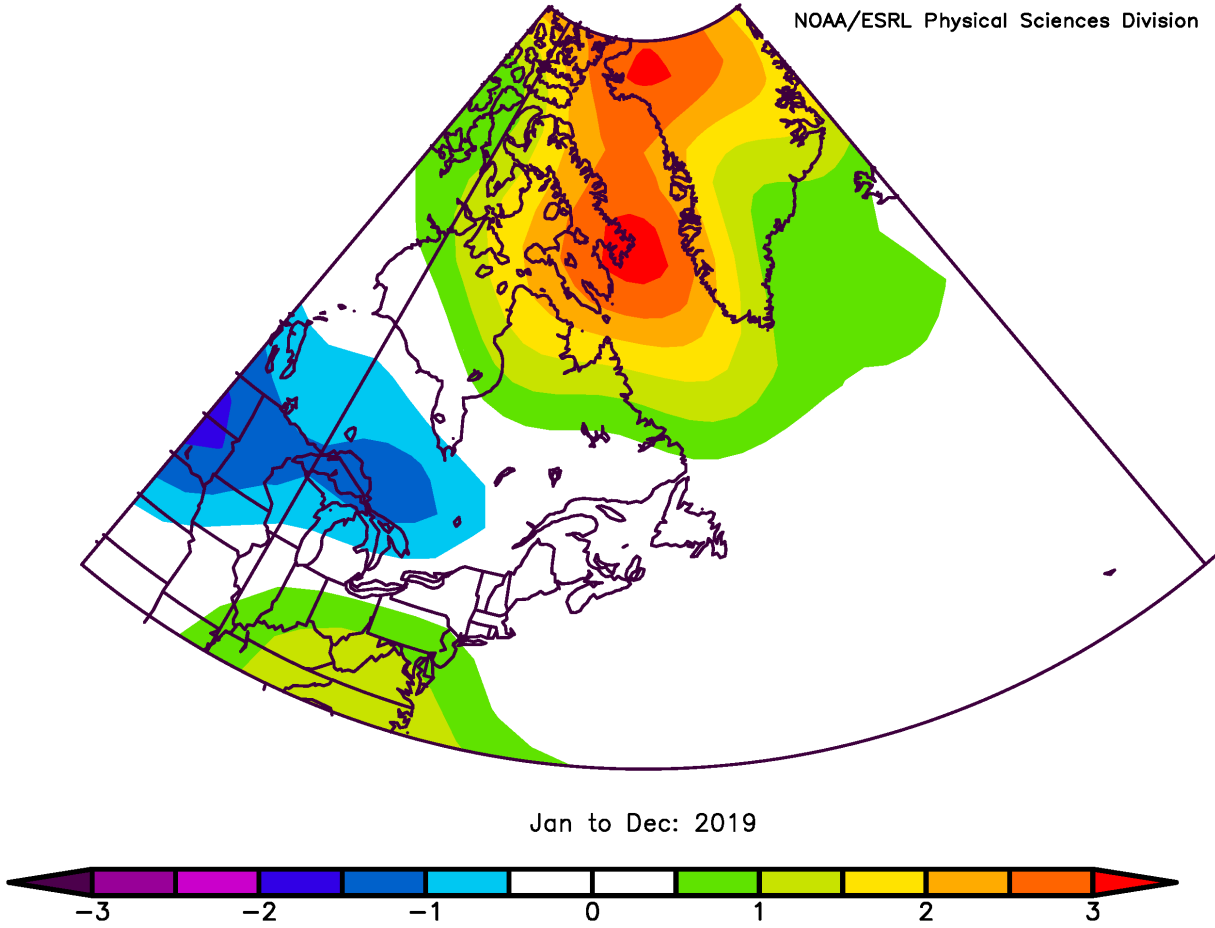 NOAA/ESRL Physical Sciences Division
Jan to Dec: 2019
−3 −2 −1 0 1 2 3